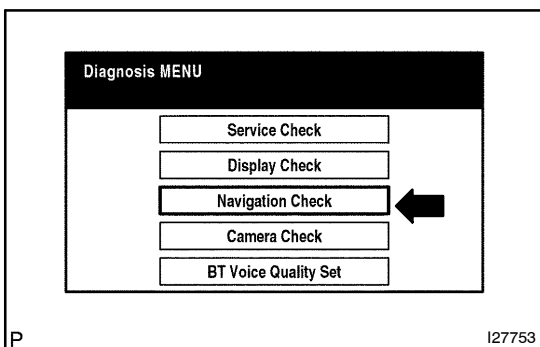 Diagnosis MENU
Service Check
Display Check
Navigation Check
Camera Check
BT Voice Quality Set
P
I27753